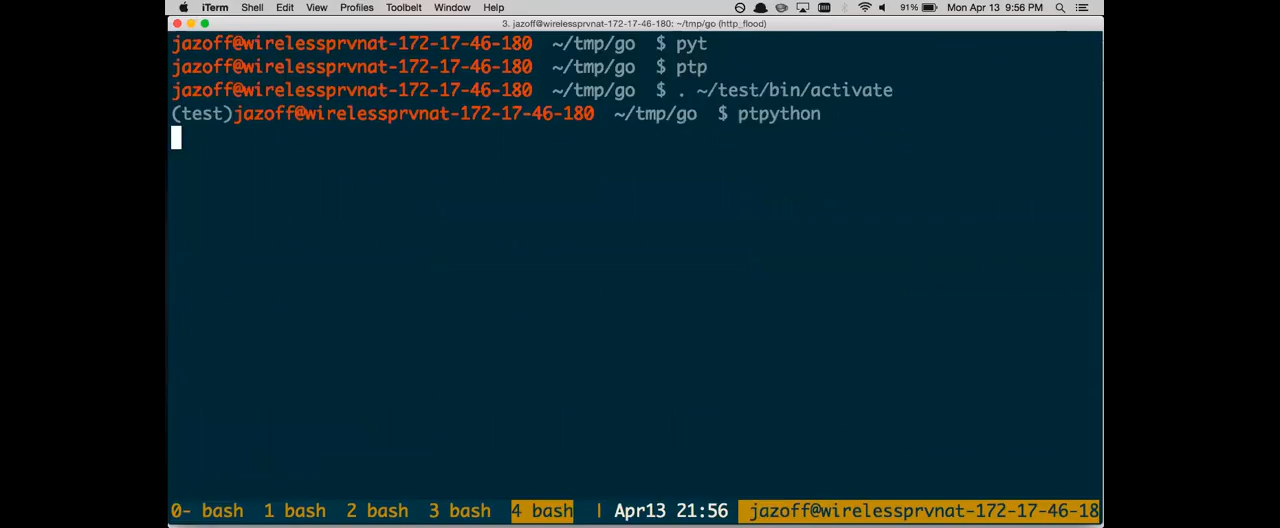 iTerm Shell Edit View Profiles Toolbelt Window Help 91% Mon Apr 13 9:56 PM
3. jazoff@wirelessprvnat-172-17-46-180: ~/tmp/go (http_flood)
jazoff@wirelessprvnat-172-17-46-180 ~/tmp/go $ pyt
jazoff@wirelessprvnat-172-17-46-180 ~/tmp/go $ ptp
jazoff@wirelessprvnat-172-17-46-180 ~/tmp/go $ . ~/test/bin/activate
(test)jazoff@wirelessprvnat-172-17-46-180 ~/tmp/go $ ptpython
0- bash 1 bash 2 bash 3 bash 4 bash | Apr13 21:56 jazoff@wirelessprvnat-172-17-46-18